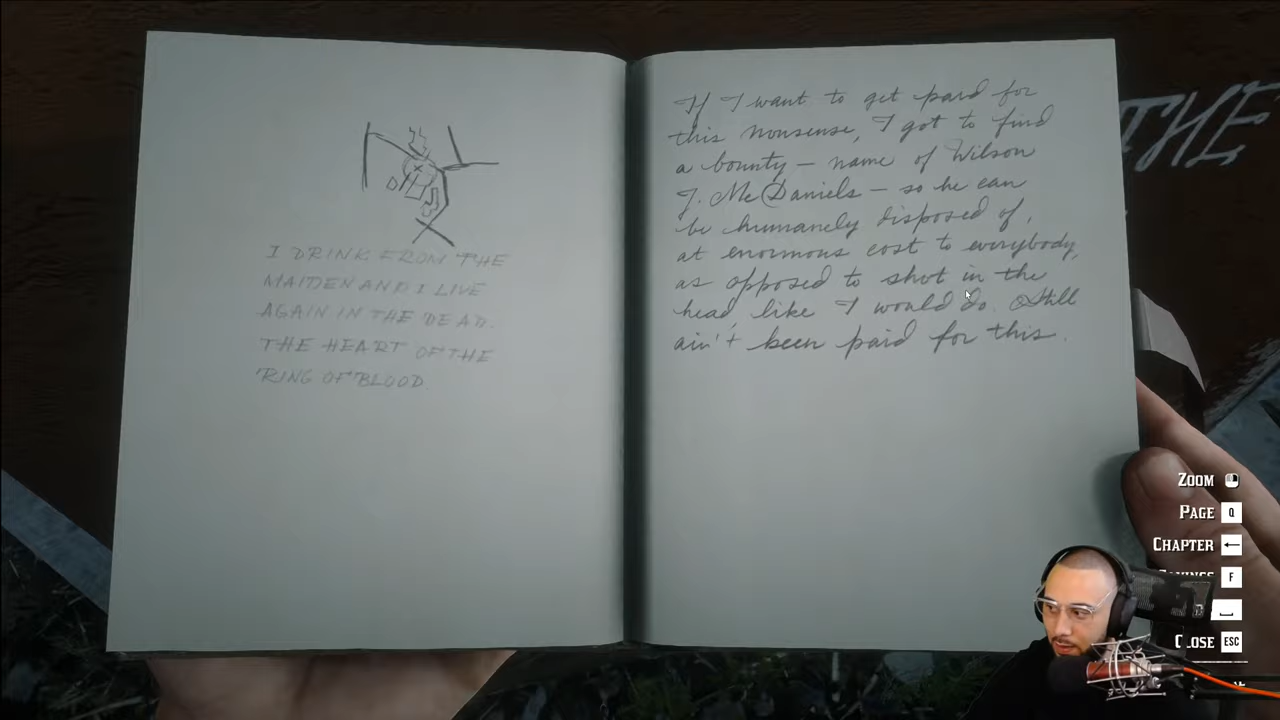 I DRINK FROM THE
MAIDEN AND I LIVE
AGAIN IN THE DEAD.
THE HEART OF THE
RING OF BLOOD.
If I want to get paid for
this nonsense, I got to find
a bounty — name of Wilson
J. McDaniels — so he can
be humanely disposed of,
at enormous cost to everybody,
as opposed to shot in the
head, like I would do. Still
ain't been paid for this.
THE
ZOOM
PAGE Q
CHAPTER ←
F
CLOSE ESC